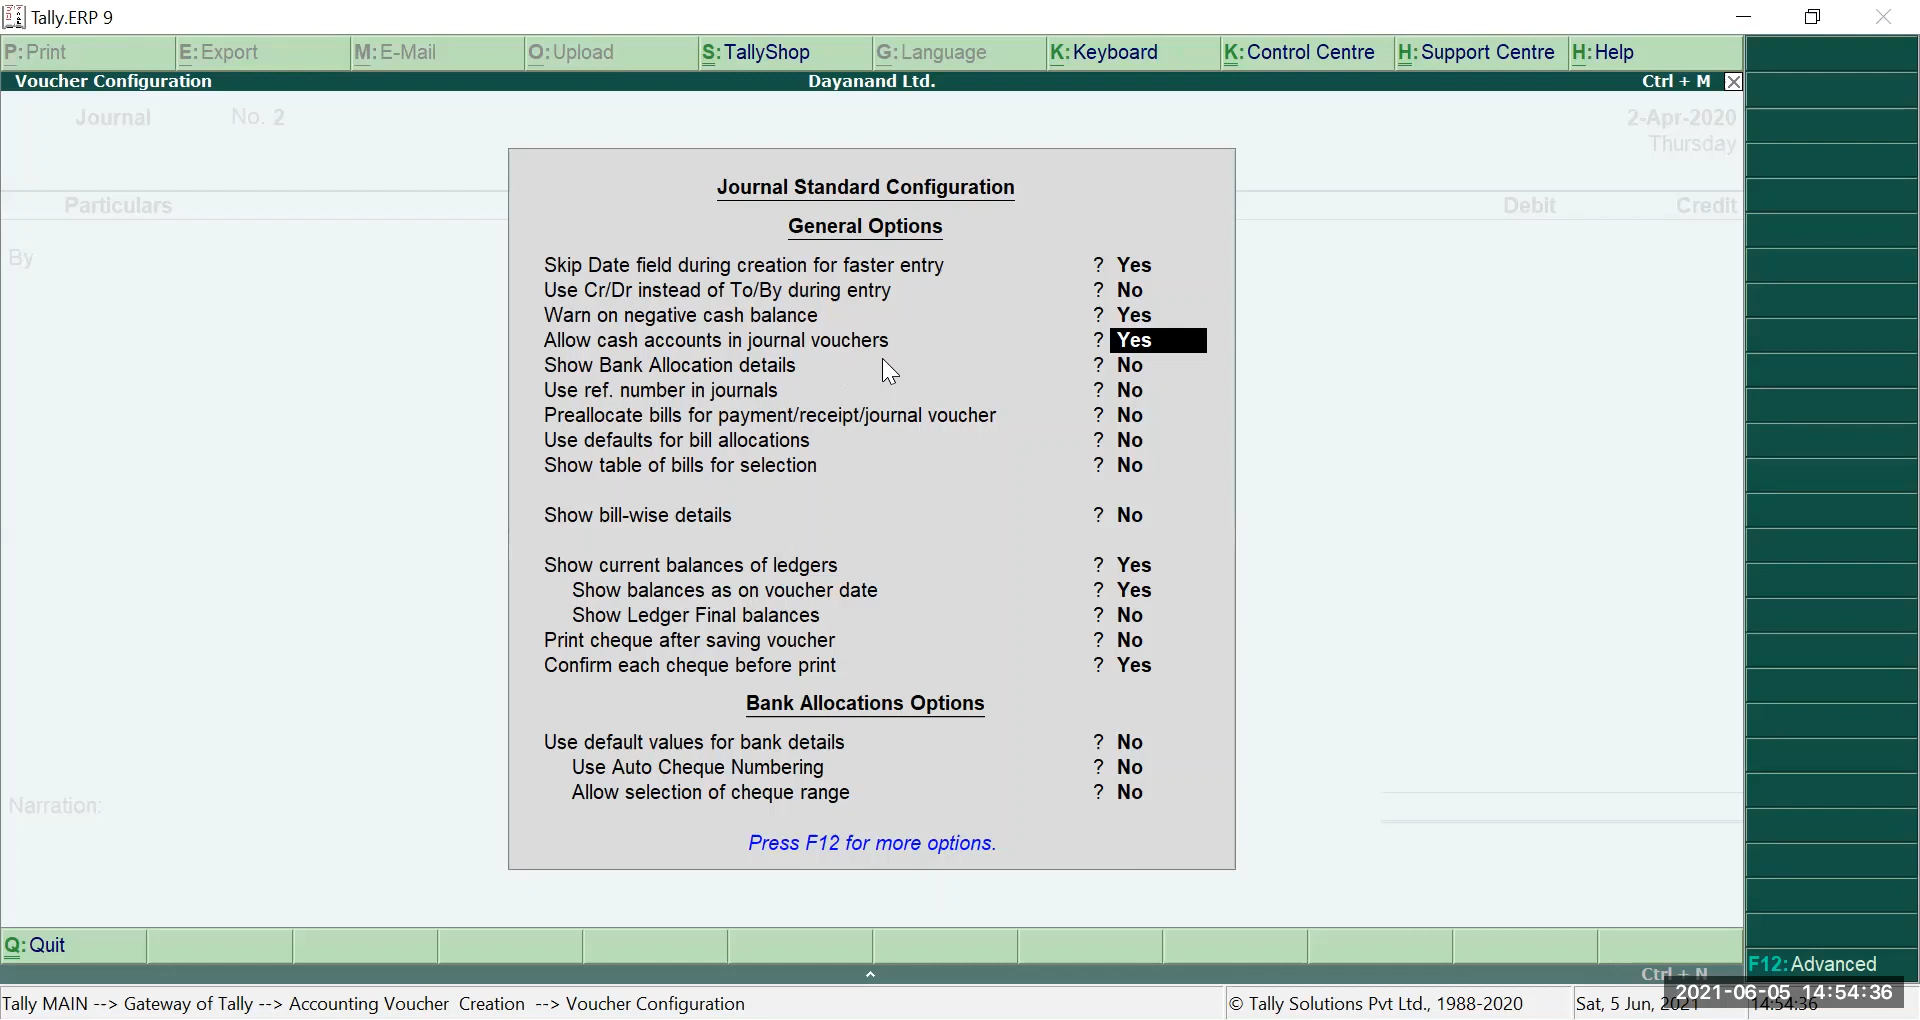 Tally.ERP 9
P: Print E: Export M: E-Mail O: Upload S: TallyShop G: Language K: Keyboard K: Control Centre H: Support Centre H: Help
Voucher Configuration Dayanand Ltd. Ctrl + M
Journal No. 2 2-Apr-2020
Thursday
Particulars Debit Credit
By
Journal Standard Configuration
General Options
Skip Date field during creation for faster entry ? Yes
Use Cr/Dr instead of To/By during entry ? No
Warn on negative cash balance ? Yes
Allow cash accounts in journal vouchers ? Yes
Show Bank Allocation details ? No
Use ref. number in journals ? No
Preallocate bills for payment/receipt/journal voucher ? No
Use defaults for bill allocations ? No
Show table of bills for selection ? No
Show bill-wise details ? No
Show current balances of ledgers ? Yes
Show balances as on voucher date ? Yes
Show Ledger Final balances ? No
Print cheque after saving voucher ? No
Confirm each cheque before print ? Yes
Bank Allocations Options
Use default values for bank details ? No
Use Auto Cheque Numbering ? No
Allow selection of cheque range ? No
Narration:
Press F12 for more options.
Q: Quit
F12: Advanced
Ctrl + N
2021-06-05 14:54:36
Tally MAIN --> Gateway of Tally --> Accounting Voucher Creation --> Voucher Configuration © Tally Solutions Pvt Ltd., 1988-2020 Sat, 5 Jun, 2021 14:54:36